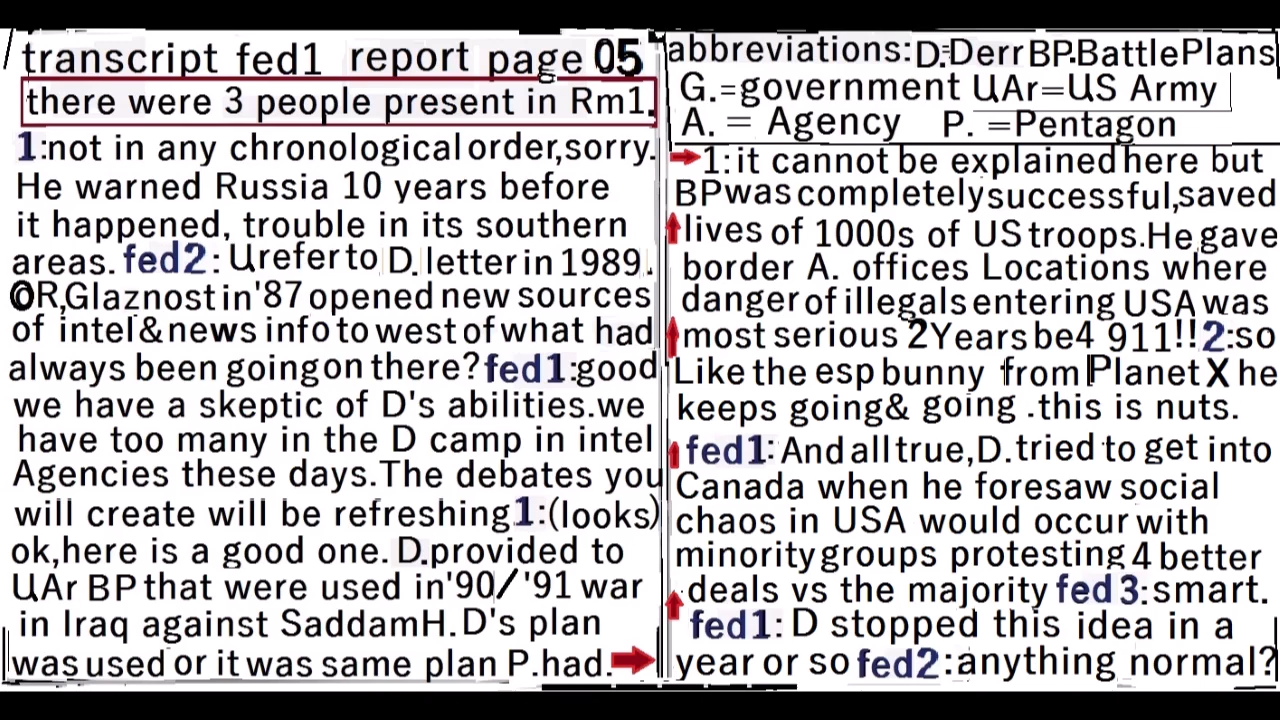 transcript fed1 report page 05
there were 3 people present in Rm1.
1:not in any chronological order,sorry.
He warned Russia 10 years before
it happened, trouble in its southern
areas. fed2: U refer to D. letter in 1989.
OR,Glaznost in '87 opened new sources
of intel&news info to west of what had
always been going on there? fed1:good
we have a skeptic of D's abilities.we
have too many in the D camp in intel
Agencies these days.The debates you
will create will be refreshing 1:(looks)
ok,here is a good one. D.provided to
UAr BP that were used in'90/'91 war
in Iraq against SaddamH.D's plan
was used or it was same plan P.had.
abbreviations: D=Derr BP.BattlePlans
G.=government UAr=US Army
A. = Agency P. =Pentagon
1:it cannot be explained here but
BP was completely successful,saved
lives of 1000s of US troops.He gave
border A. offices Locations where
danger of illegals entering USA was
most serious 2Years be4 911!!2:so
Like the esp bunny from Planet X he
keeps going& going .this is nuts.
fed1: And all true,D. tried to get into
Canada when he foresaw social
chaos in USA would occur with
minority groups protesting 4 better
deals vs the majority fed 3:smart.
fed1: D stopped this idea in a
year or so fed2:anything normal?